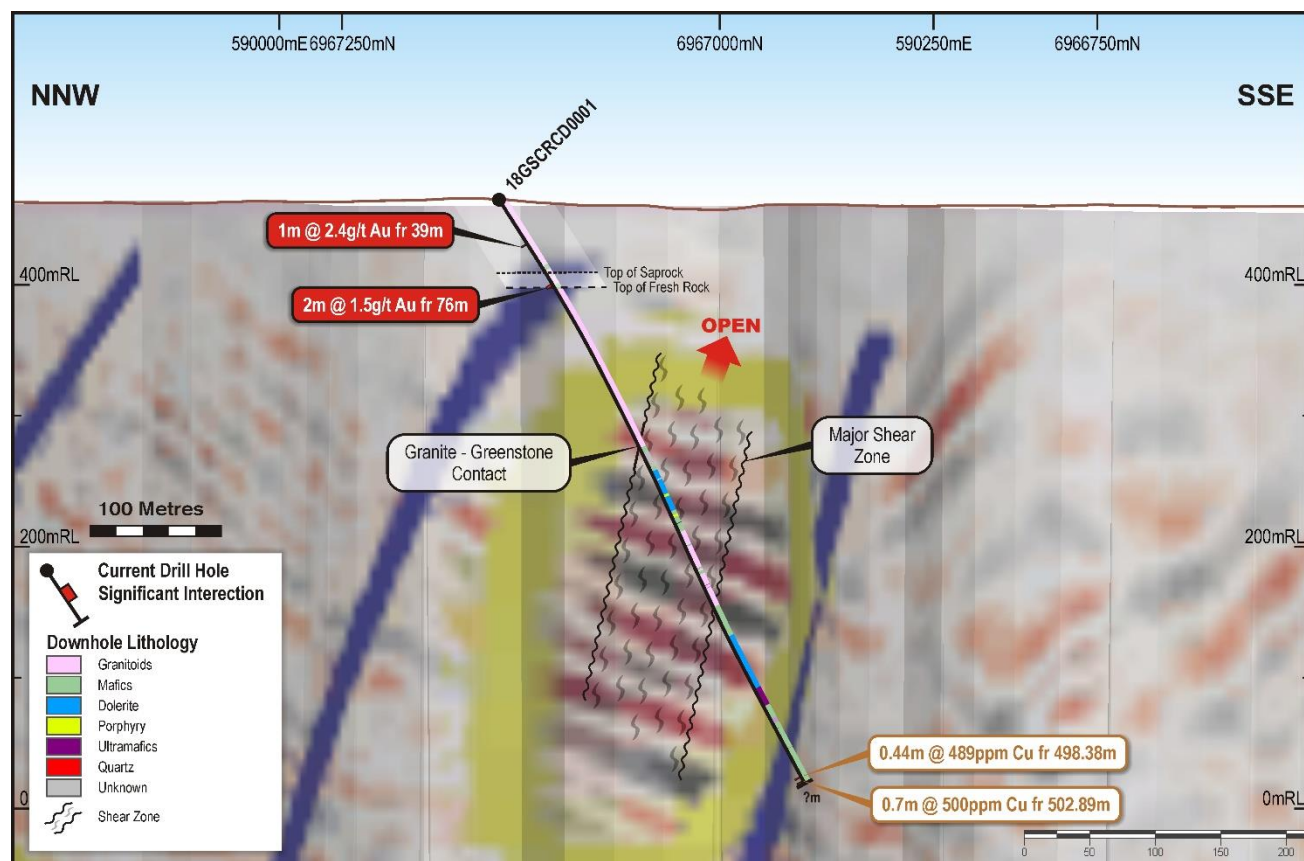 590000mE 6967250mN 6967000mN 590250mE 6966750mN
NNW
SSE
18GSCRCD0001
1m @ 2.4g/t Au fr 39m
400mRL
Top of Saprock
Top of Fresh Rock
400mRL
2m @ 1.5g/t Au fr 76m
OPEN
Granite - Greenstone
Contact
Major Shear
Zone
100 Metres
200mRL
200mRL
Current Drill Hole
Significant Interection
Downhole Lithology
Granitoids
Mafics
Dolerite
Porphyry
Ultramafics
Quartz
Unknown
Shear Zone
0.44m @ 489ppm Cu fr 498.38m
0.7m @ 500ppm Cu fr 502.89m
?m
0
0mRL
0 50 100 150 200